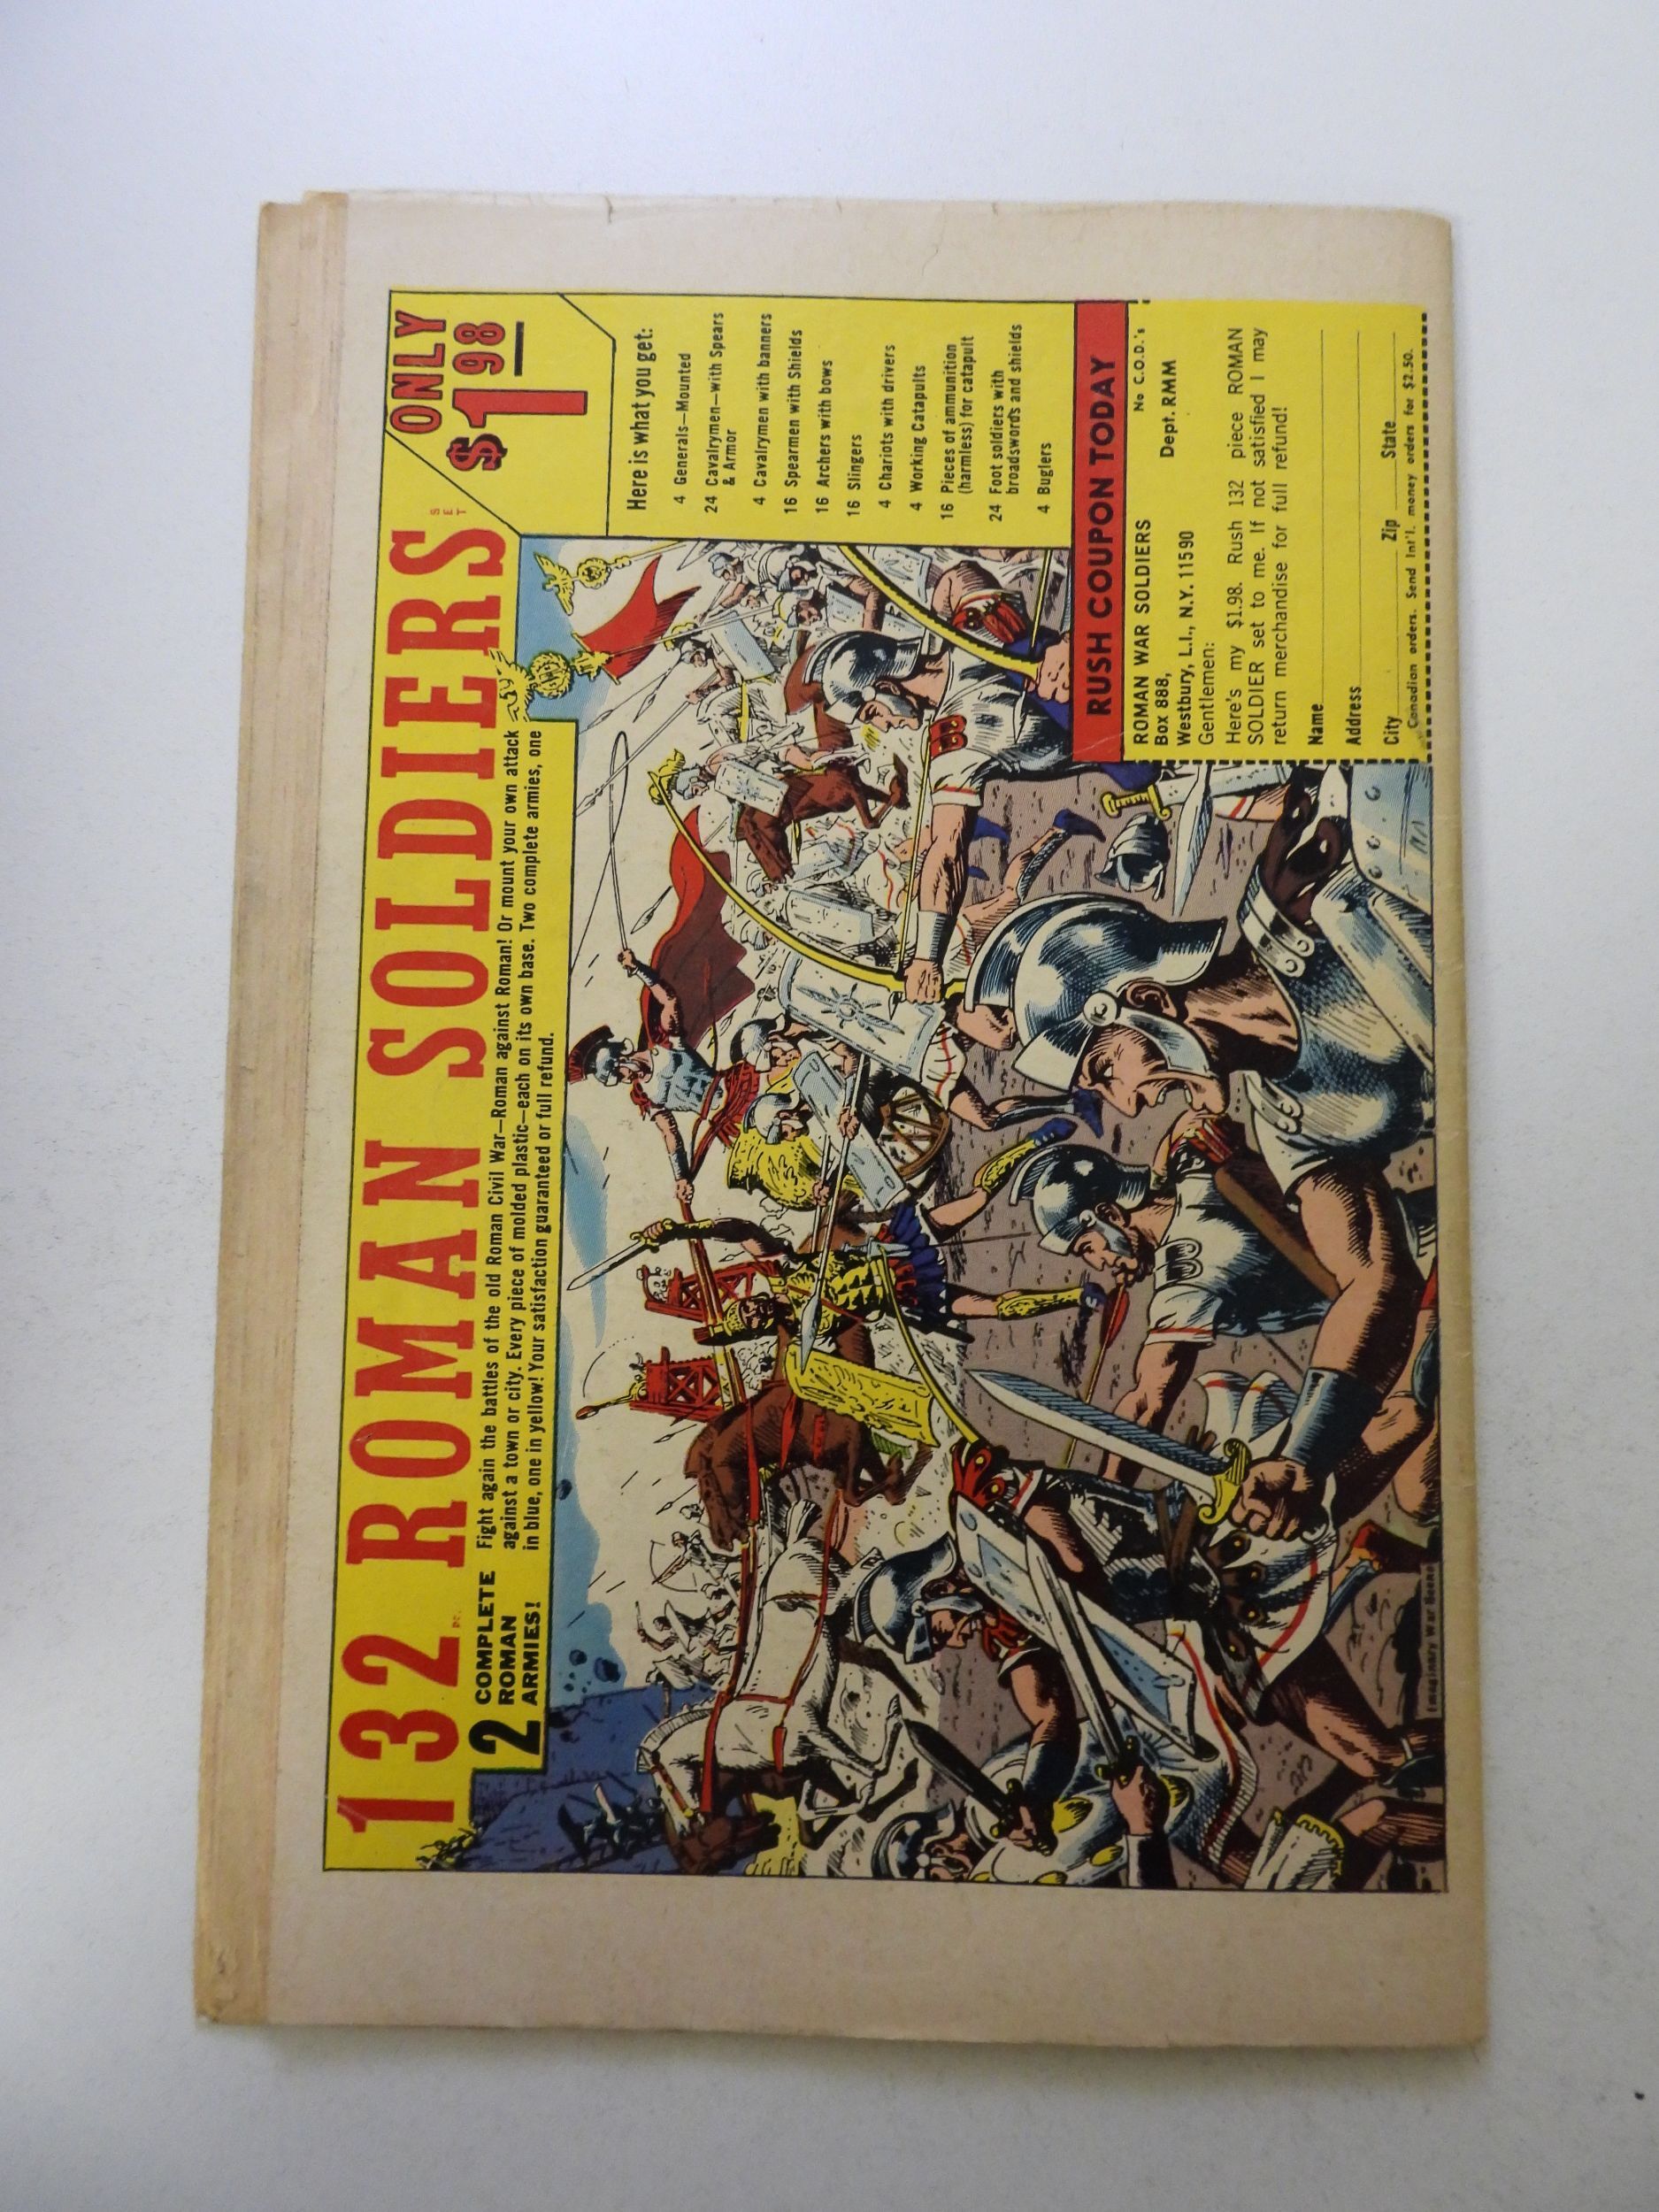 132 PC. ROMAN SOLDIERS SET
ONLY
$1.98
2 COMPLETE
ROMAN
ARMIES!
Fight again the battles of the old Roman Civil War—Roman against Roman! Or mount your own attack
against a town or city. Every piece of molded plastic—each on its own base. Two complete armies, one
in blue, one in yellow! Your satisfaction guaranteed or full refund.
Here is what you get:
4 Generals—Mounted
24 Cavalrymen—with Spears
& Armor
4 Cavalrymen with banners
16 Spearmen with Shields
16 Archers with bows
16 Slingers
4 Chariots with drivers
4 Working Catapults
16 Pieces of ammunition
(harmless) for catapult
24 Foot soldiers with
broadswords and shields
4 Buglers
RUSH COUPON TODAY
ROMAN WAR SOLDIERS No C.O.D.'s
Box 888, Dept. RMM
Westbury, L.I., N.Y. 11590
Gentlemen:
Here's my $1.98. Rush 132 piece ROMAN
SOLDIER set to me. If not satisfied I may
return merchandise for full refund!
Name
Address
City Zip State
Canadian orders. Send Int'l. money orders for $2.50.
Imaginary War Scene